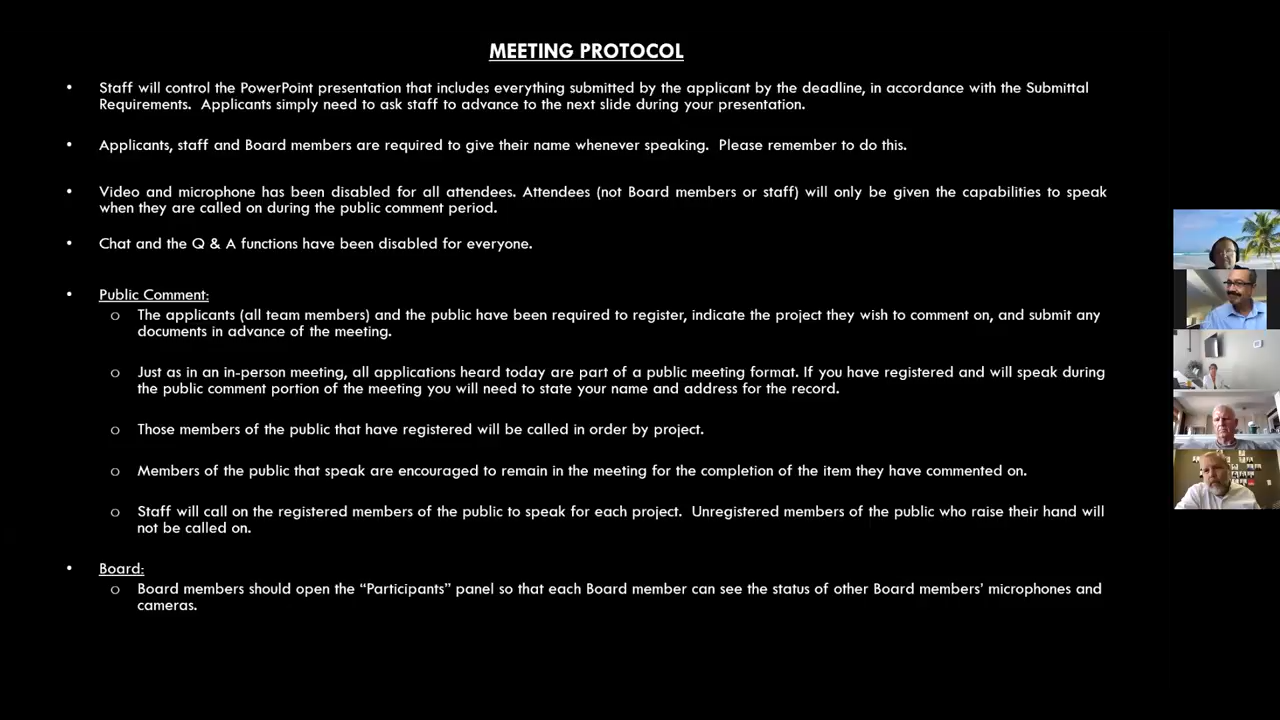 MEETING PROTOCOL
• Staff will control the PowerPoint presentation that includes everything submitted by the applicant by the deadline, in accordance with the Submittal
Requirements. Applicants simply need to ask staff to advance to the next slide during your presentation.
• Applicants, staff and Board members are required to give their name whenever speaking. Please remember to do this.
• Video and microphone has been disabled for all attendees. Attendees (not Board members or staff) will only be given the capabilities to speak
when they are called on during the public comment period.
• Chat and the Q & A functions have been disabled for everyone.
• Public Comment:
o The applicants (all team members) and the public have been required to register, indicate the project they wish to comment on, and submit any
documents in advance of the meeting.
o Just as in an in-person meeting, all applications heard today are part of a public meeting format. If you have registered and will speak during
the public comment portion of the meeting you will need to state your name and address for the record.
o Those members of the public that have registered will be called in order by project.
o Members of the public that speak are encouraged to remain in the meeting for the completion of the item they have commented on.
o Staff will call on the registered members of the public to speak for each project. Unregistered members of the public who raise their hand will
not be called on.
• Board:
o Board members should open the “Participants” panel so that each Board member can see the status of other Board members’ microphones and
cameras.